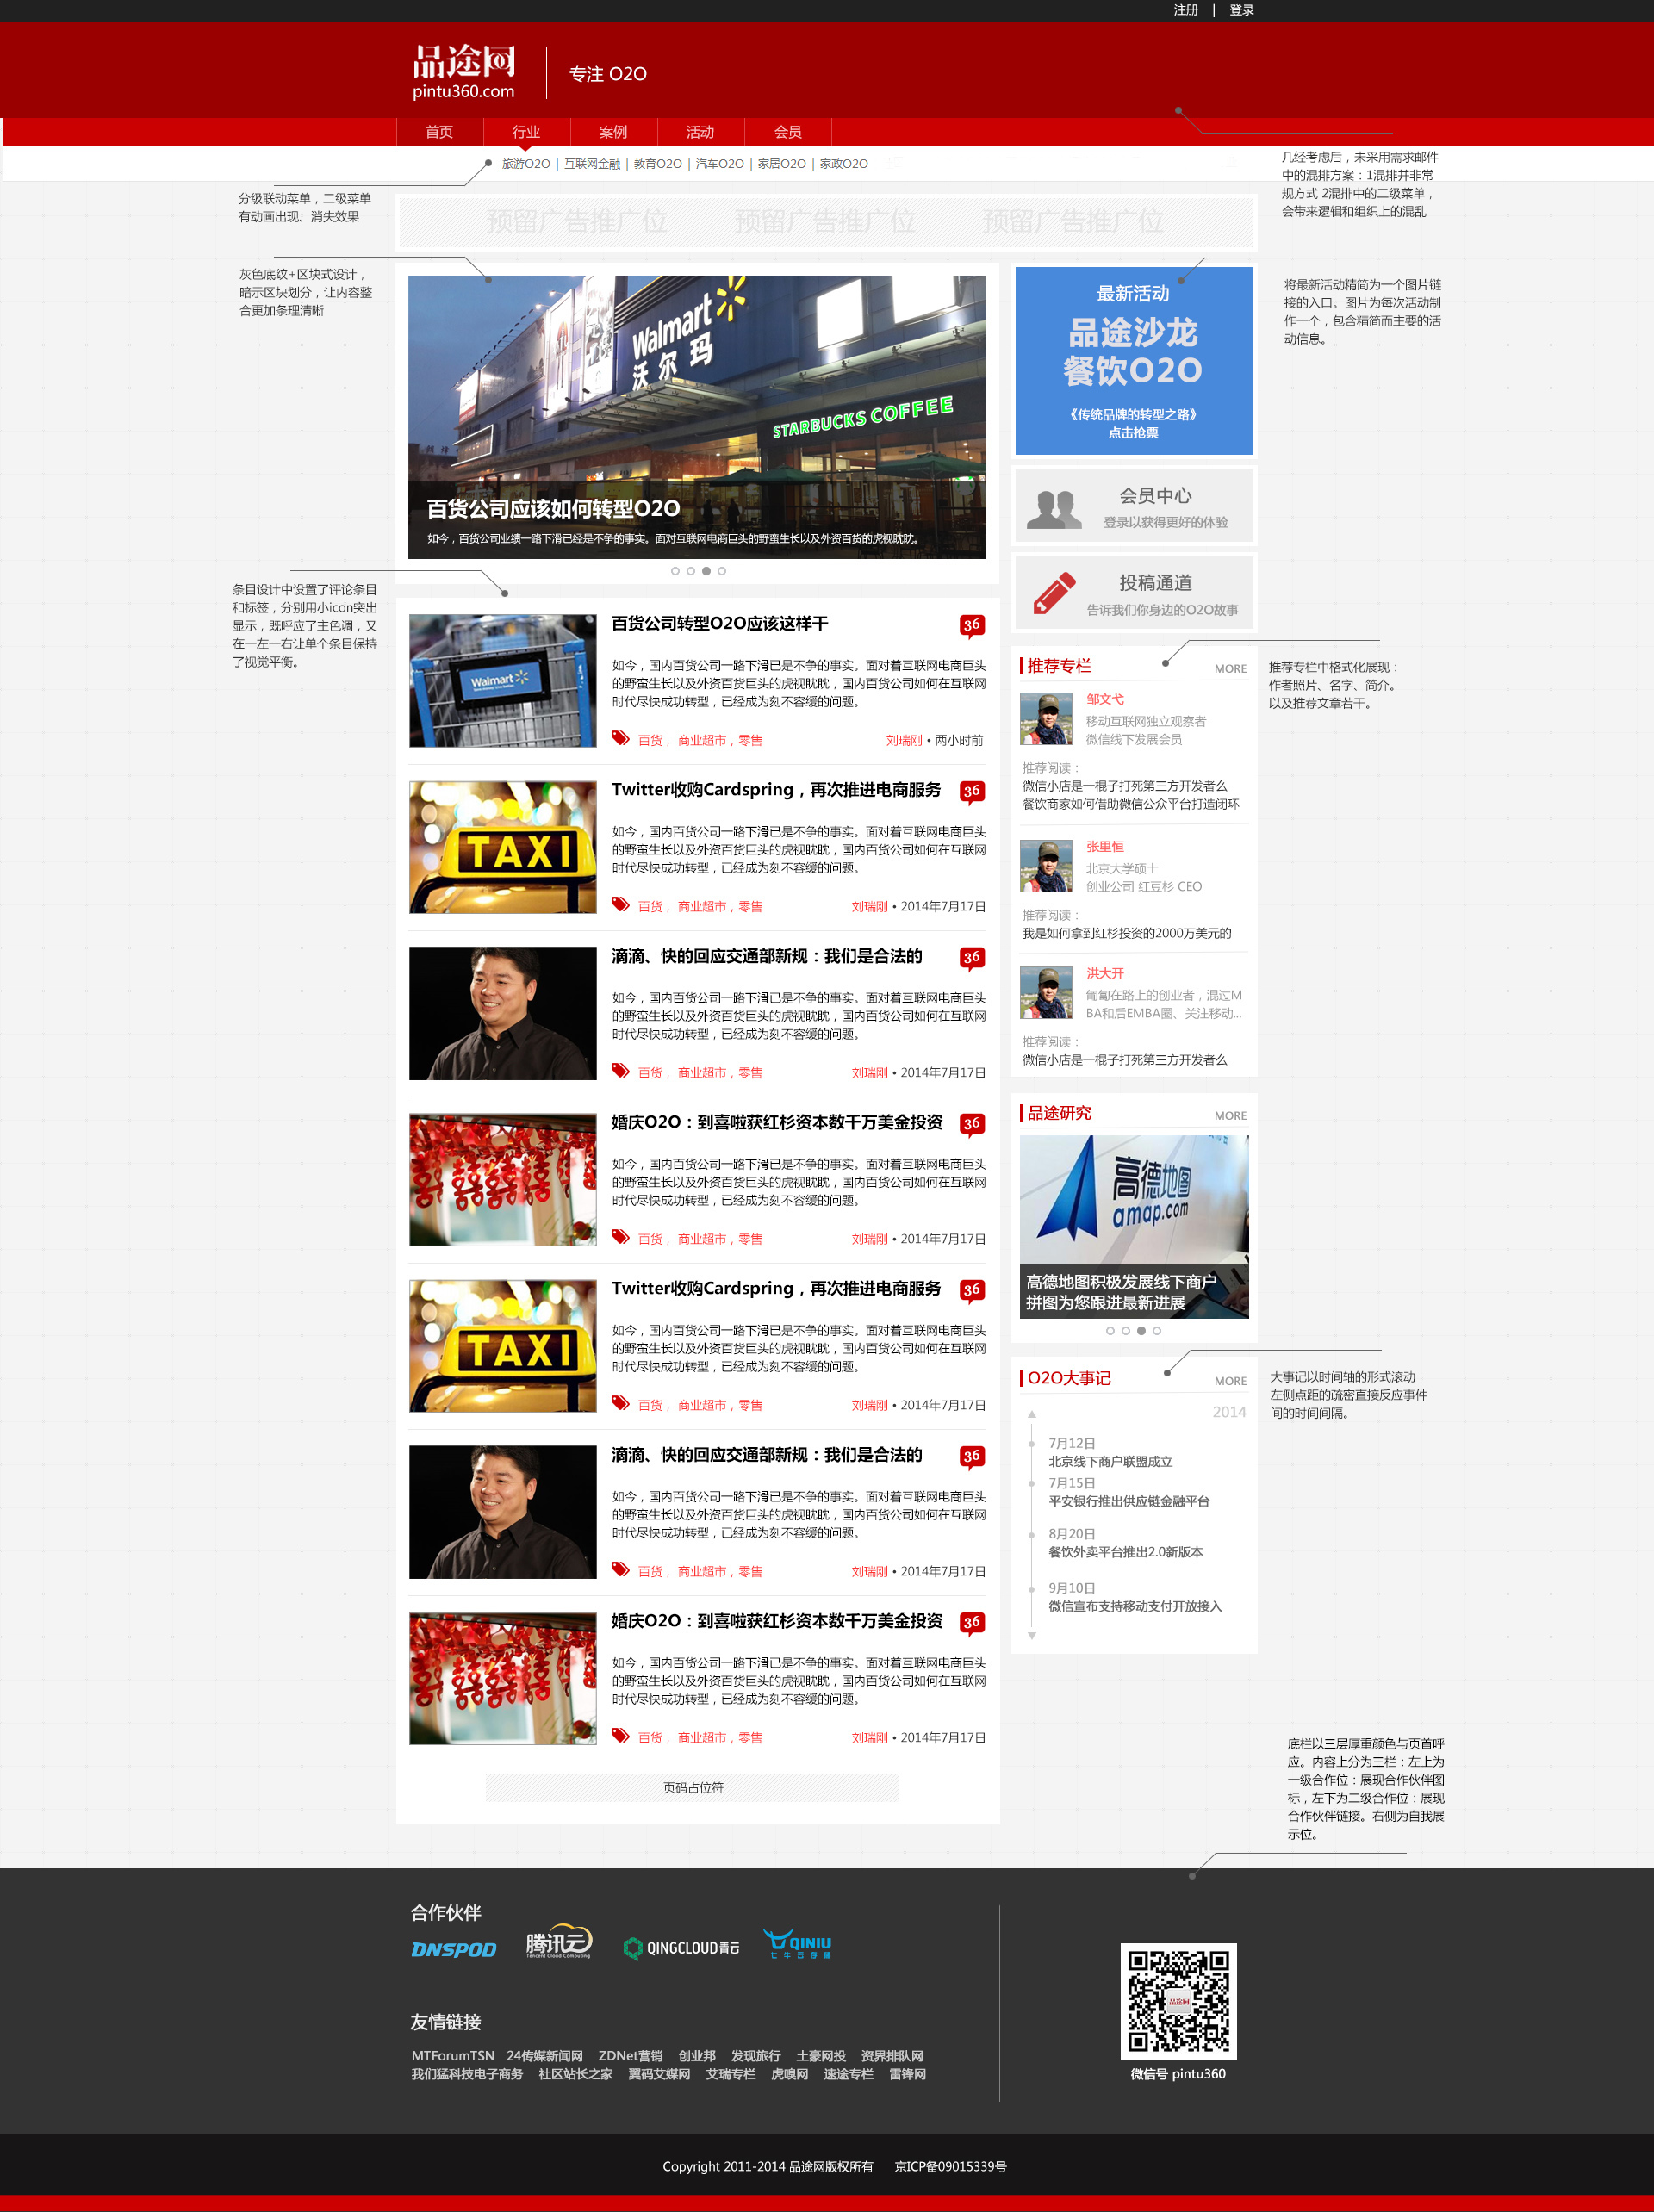 注册 | 登录
品途网
pintu360.com
专注 O2O
首页 行业 案例 活动 会员
旅游O2O | 互联网金融 | 教育O2O | 汽车O2O | 家居O2O | 家政O2O
分级联动菜单，二级菜单
有动画出现、消失效果
几经考虑后，未采用需求邮件
中的混排方案：1混排并非常
规方式 2混排中的二级菜单，
会带来逻辑和组织上的混乱
预留广告推广位 预留广告推广位 预留广告推广位
灰色底纹+区块式设计，
暗示区块划分，让内容整
合更加条理清晰
Walmart
沃尔玛
STARBUCKS COFFEE
百货公司应该如何转型O2O
如今，百货公司业绩一路下滑已经是不争的事实。面对互联网电商巨头的野蛮生长以及外资百货的虎视眈眈。
最新活动
品途沙龙
餐饮O2O
《传统品牌的转型之路》
点击抢票
将最新活动精简为一个图片链
接的入口。图片为每次活动制
作一个，包含精简而主要的活
动信息。
会员中心
登录以获得更好的体验
投稿通道
告诉我们你身边的O2O故事
条目设计中设置了评论条目
和标签，分别用小icon突出
显示，既呼应了主色调，又
在一左一右让单个条目保持
了视觉平衡。
Walmart
百货公司转型O2O应该这样干
36
如今，国内百货公司一路下滑已是不争的事实。面对着互联网电商巨头
的野蛮生长以及外资百货巨头的虎视眈眈，国内百货公司如何在互联网
时代尽快成功转型，已经成为刻不容缓的问题。
百货， 商业超市，零售
刘瑞刚 • 两小时前
TAXI
Twitter收购Cardspring，再次推进电商服务
36
如今，国内百货公司一路下滑已是不争的事实。面对着互联网电商巨头
的野蛮生长以及外资百货巨头的虎视眈眈，国内百货公司如何在互联网
时代尽快成功转型，已经成为刻不容缓的问题。
百货， 商业超市，零售
刘瑞刚 • 2014年7月17日
滴滴、快的回应交通部新规：我们是合法的
36
如今，国内百货公司一路下滑已是不争的事实。面对着互联网电商巨头
的野蛮生长以及外资百货巨头的虎视眈眈，国内百货公司如何在互联网
时代尽快成功转型，已经成为刻不容缓的问题。
百货， 商业超市，零售
刘瑞刚 • 2014年7月17日
囍 囍 囍 囍
婚庆O2O：到喜啦获红杉资本数千万美金投资
36
如今，国内百货公司一路下滑已是不争的事实。面对着互联网电商巨头
的野蛮生长以及外资百货巨头的虎视眈眈，国内百货公司如何在互联网
时代尽快成功转型，已经成为刻不容缓的问题。
百货， 商业超市，零售
刘瑞刚 • 2014年7月17日
TAXI
Twitter收购Cardspring，再次推进电商服务
36
如今，国内百货公司一路下滑已是不争的事实。面对着互联网电商巨头
的野蛮生长以及外资百货巨头的虎视眈眈，国内百货公司如何在互联网
时代尽快成功转型，已经成为刻不容缓的问题。
百货， 商业超市，零售
刘瑞刚 • 2014年7月17日
滴滴、快的回应交通部新规：我们是合法的
36
如今，国内百货公司一路下滑已是不争的事实。面对着互联网电商巨头
的野蛮生长以及外资百货巨头的虎视眈眈，国内百货公司如何在互联网
时代尽快成功转型，已经成为刻不容缓的问题。
百货， 商业超市，零售
刘瑞刚 • 2014年7月17日
囍 囍 囍 囍
婚庆O2O：到喜啦获红杉资本数千万美金投资
36
如今，国内百货公司一路下滑已是不争的事实。面对着互联网电商巨头
的野蛮生长以及外资百货巨头的虎视眈眈，国内百货公司如何在互联网
时代尽快成功转型，已经成为刻不容缓的问题。
百货， 商业超市，零售
刘瑞刚 • 2014年7月17日
页码占位符
推荐专栏 MORE
邹文弋
移动互联网独立观察者
微信线下发展会员
推荐阅读：
微信小店是一棍子打死第三方开发者么
餐饮商家如何借助微信公众平台打造闭环
张里恒
北京大学硕士
创业公司 红豆杉 CEO
推荐阅读：
我是如何拿到红杉投资的2000万美元的
洪大开
匍匐在路上的创业者，混过M
BA和后EMBA圈、关注移动...
推荐阅读：
微信小店是一棍子打死第三方开发者么
推荐专栏中格式化展现：
作者照片、名字、简介。
以及推荐文章若干。
品途研究 MORE
高德地图
amap.com
高德地图积极发展线下商户
拼图为您跟进最新进展
O2O大事记 MORE
2014
7月12日
北京线下商户联盟成立
7月15日
平安银行推出供应链金融平台
8月20日
餐饮外卖平台推出2.0新版本
9月10日
微信宣布支持移动支付开放接入
大事记以时间轴的形式滚动
左侧点距的疏密直接反应事件
间的时间间隔。
底栏以三层厚重颜色与页首呼
应。内容上分为三栏：左上为
一级合作位：展现合作伙伴图
标，左下为二级合作位：展现
合作伙伴链接。右侧为自我展
示位。
合作伙伴
DNSPOD
腾讯云
Tencent Cloud Computing
QINGCLOUD青云
QINIU
七牛云存储
友情链接
MTForumTSN 24传媒新闻网 ZDNet营销 创业邦 发现旅行 土豪网投 资界排队网
我们猛科技电子商务 社区站长之家 翼码艾媒网 艾瑞专栏 虎嗅网 速途专栏 雷锋网
品途网
微信号 pintu360
Copyright 2011-2014 品途网版权所有 京ICP备09015339号